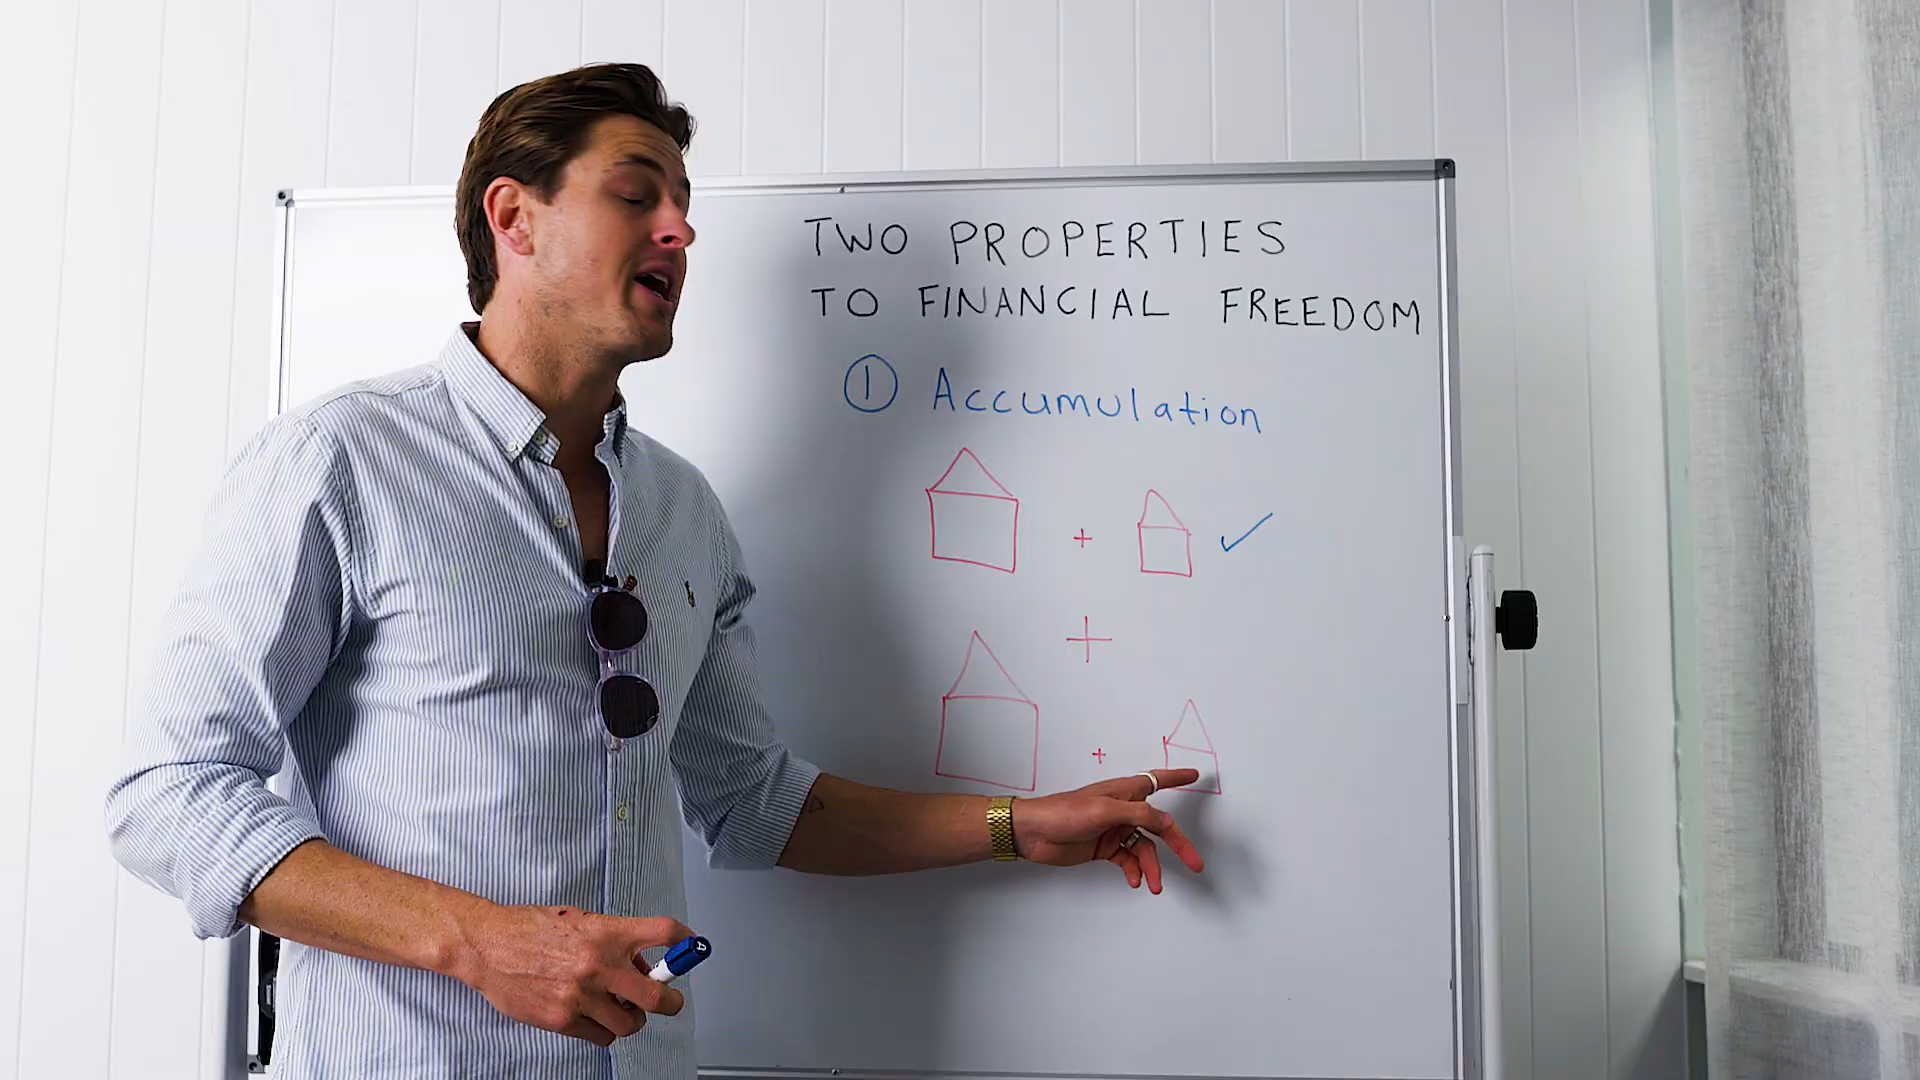 TWO PROPERTIES
TO FINANCIAL FREEDOM
① Accumulation
+
+
+